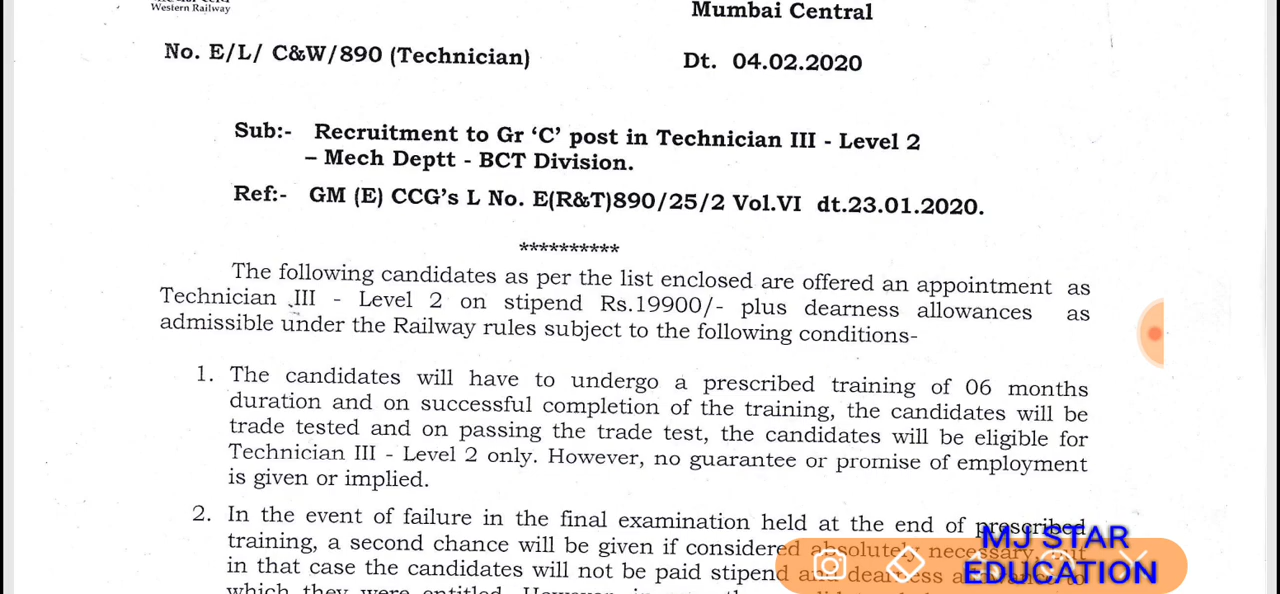 Western Railway
Mumbai Central
No. E/L/ C&W/890 (Technician)
Dt. 04.02.2020
Sub:- Recruitment to Gr ‘C’ post in Technician III - Level 2
– Mech Deptt - BCT Division.
Ref:- GM (E) CCG’s L No. E(R&T)890/25/2 Vol.VI dt.23.01.2020.
**********
The following candidates as per the list enclosed are offered an appointment as
Technician III - Level 2 on stipend Rs.19900/- plus dearness allowances as
admissible under the Railway rules subject to the following conditions-
1. The candidates will have to undergo a prescribed training of 06 months
duration and on successful completion of the training, the candidates will be
trade tested and on passing the trade test, the candidates will be eligible for
Technician III - Level 2 only. However, no guarantee or promise of employment
is given or implied.
2. In the event of failure in the final examination held at the end of prescribed
training, a second chance will be given if considered absolutely necessary, but
in that case the candidates will not be paid stipend and dearness
which they were entitled. However
MJ STAR
EDUCATION